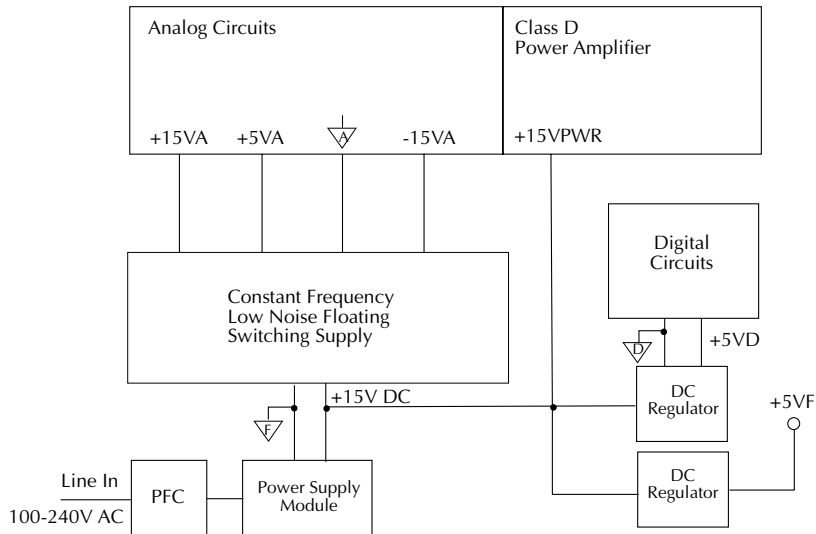 Analog Circuits
Class D
Power Amplifier
+15VA
+5VA
A
-15VA
+15VPWR
Digital
Circuits
Constant Frequency
Low Noise Floating
Switching Supply
D
+5VD
+15V DC
F
DC
Regulator
+5VF
Line In
100-240V AC
PFC
Power Supply
Module
DC
Regulator